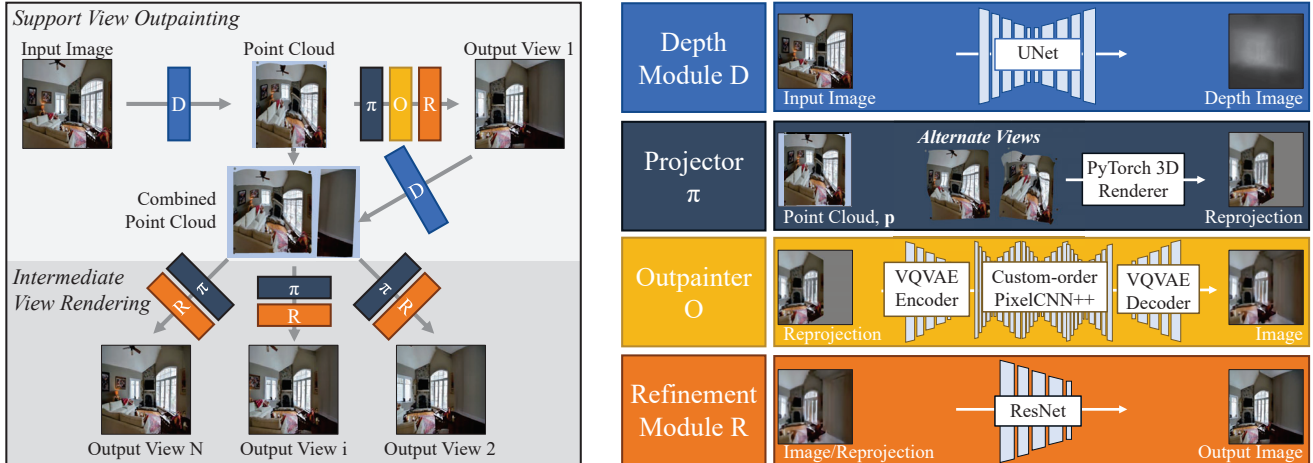 Support View Outpainting
Input Image
Point Cloud
Output View 1
D
π
O
R
D
Combined
Point Cloud
Intermediate
View Rendering
π
R
π
R
π
R
Output View N
Output View i
Output View 2
Depth
Module D
UNet
Input Image
Depth Image
Projector
π
Alternate Views
PyTorch 3D
Renderer
Point Cloud, p
Reprojection
Outpainter
O
VQVAE
Encoder
Custom-order
PixelCNN++
VQVAE
Decoder
Reprojection
Image
Refinement
Module R
ResNet
Image/Reprojection
Output Image